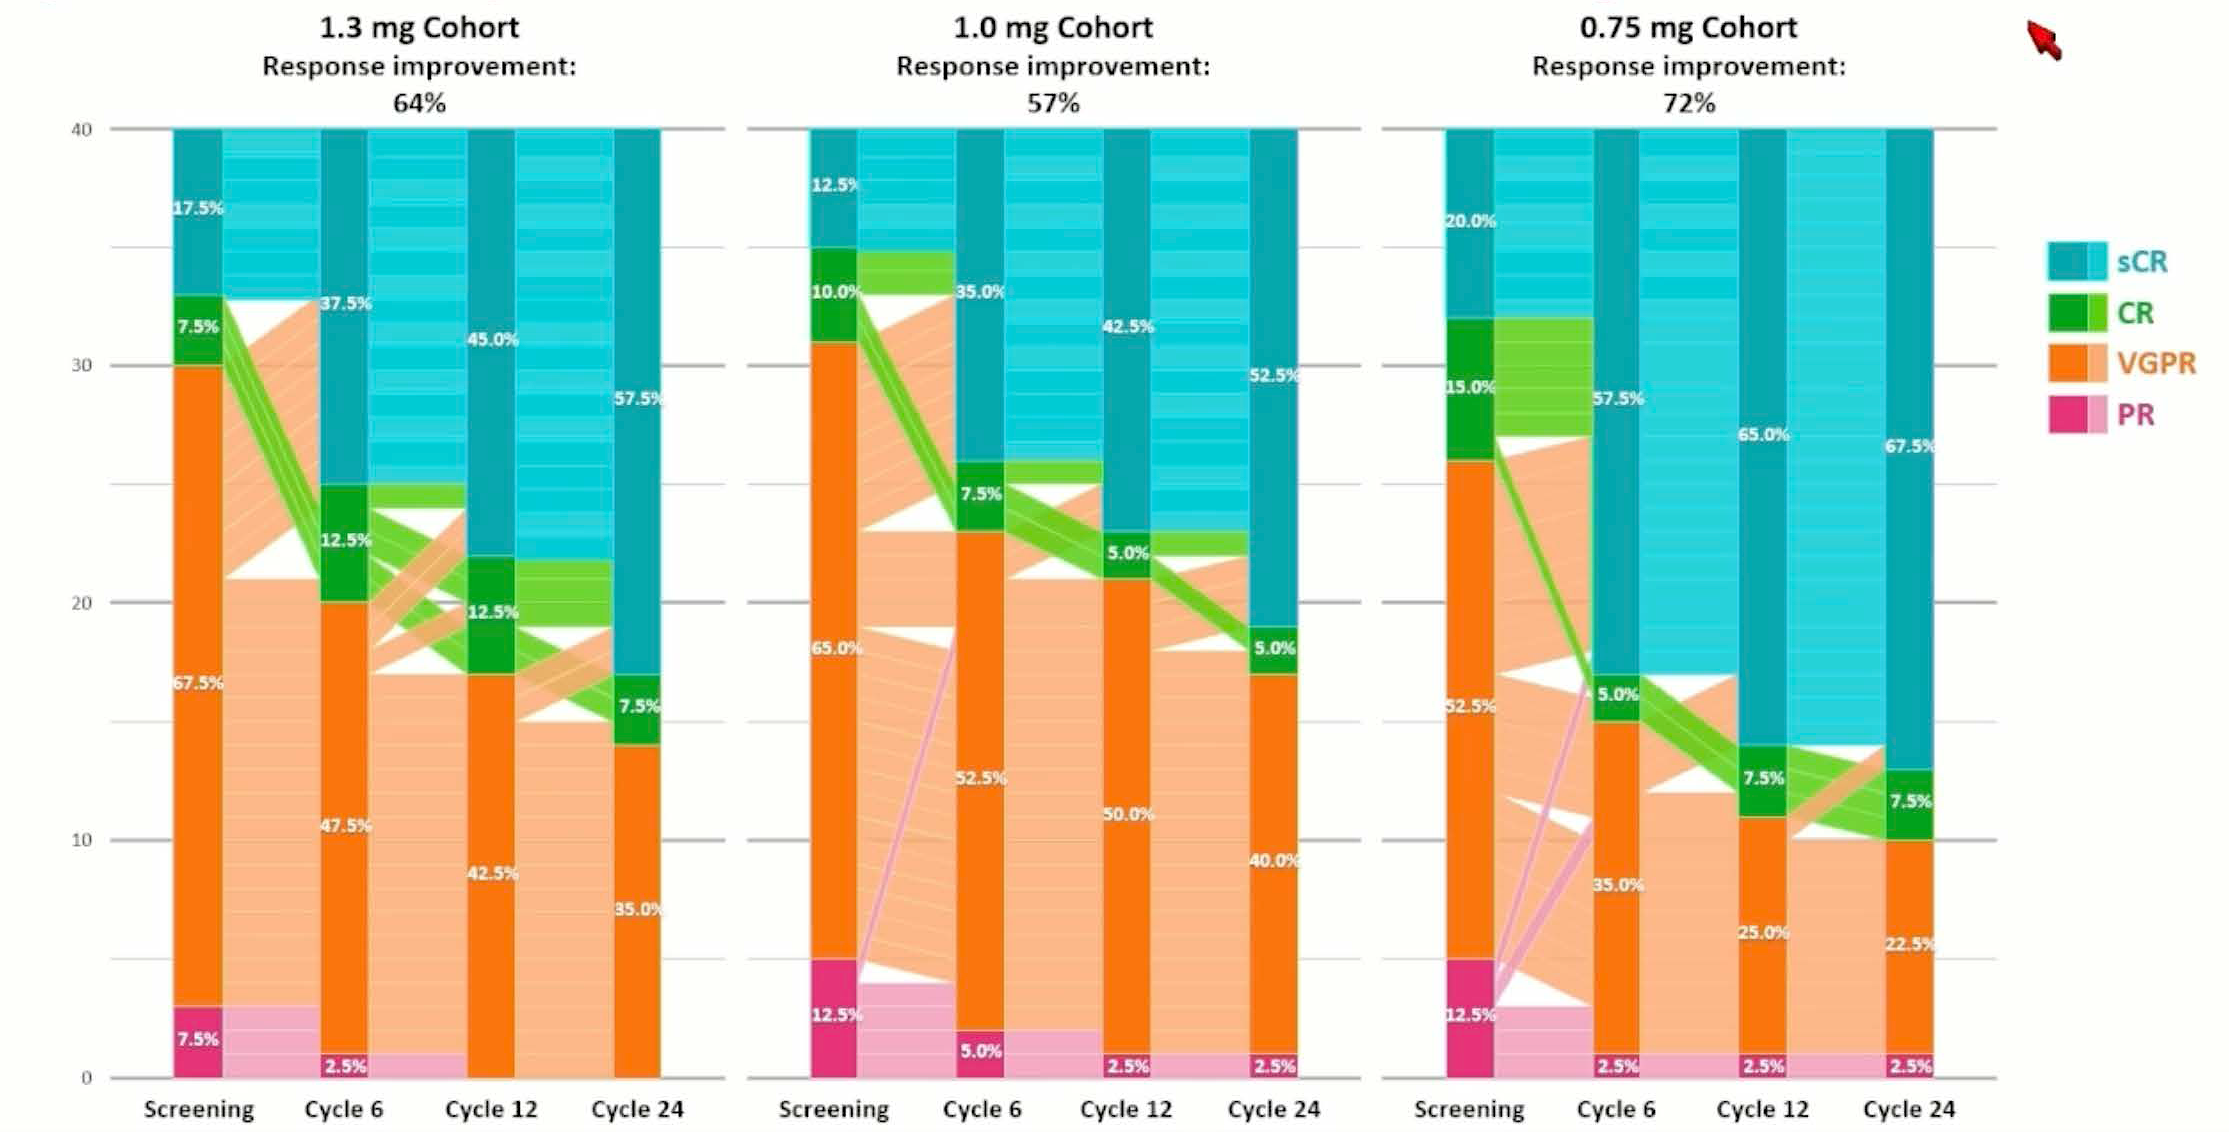 1.3 mg Cohort
Response improvement:
64%
1.0 mg Cohort
Response improvement:
57%
0.75 mg Cohort
Response improvement:
72%
40
30
20
10
0
17.5%
7.5%
67.5%
7.5%
37.5%
12.5%
47.5%
2.5%
45.0%
12.5%
42.5%
57.5%
7.5%
35.0%
Screening
Cycle 6
Cycle 12
Cycle 24
12.5%
10.0%
65.0%
12.5%
35.0%
7.5%
52.5%
5.0%
42.5%
5.0%
50.0%
2.5%
52.5%
5.0%
40.0%
2.5%
Screening
Cycle 6
Cycle 12
Cycle 24
20.0%
15.0%
52.5%
12.5%
57.5%
5.0%
35.0%
2.5%
65.0%
7.5%
25.0%
2.5%
67.5%
7.5%
22.5%
2.5%
Screening
Cycle 6
Cycle 12
Cycle 24
sCR
CR
VGPR
PR